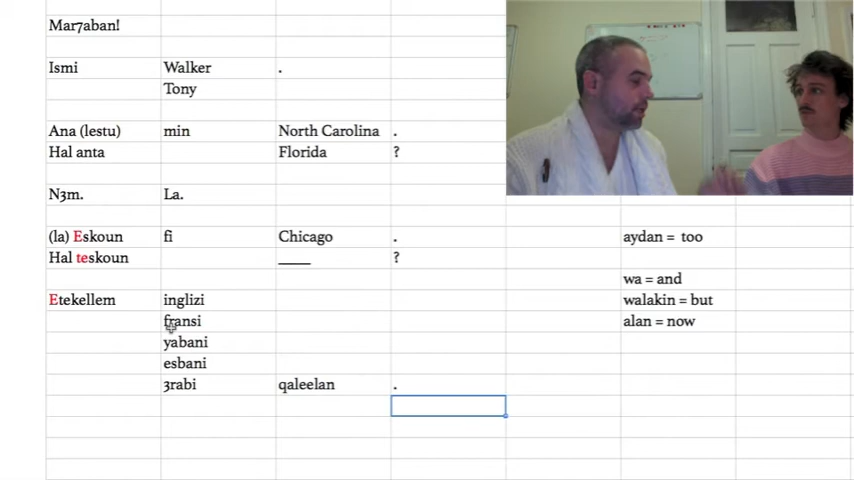 Mar7aban!
Ismi Walker .
Tony
Ana (lestu) min North Carolina .
Hal anta Florida ?
N3m. La.
(la) Eskoun fi Chicago . aydan = too
Hal teskoun ____ ?
wa = and
Etekellem inglizi walakin = but
fransi alan = now
yabani
esbani
3rabi qaleelan .